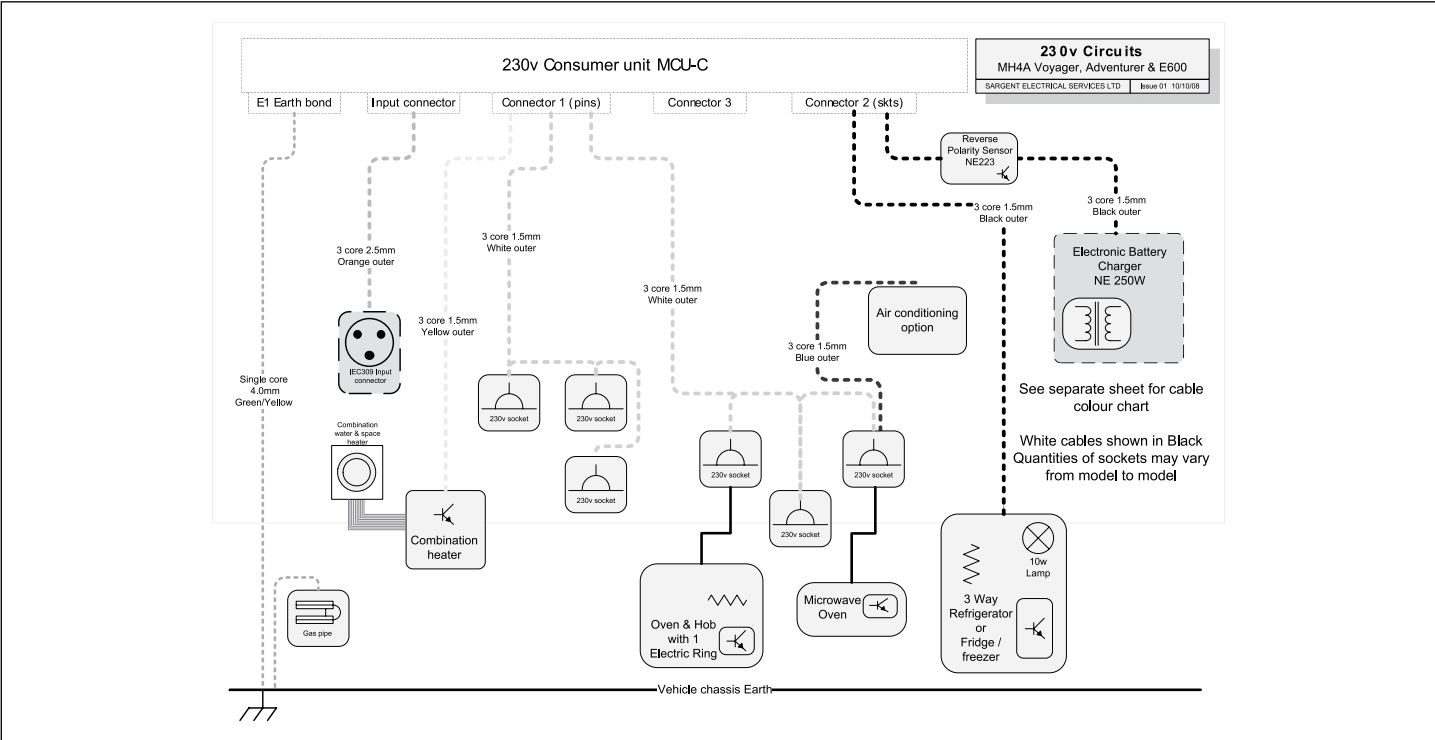 230v Consumer unit MCU-C
230v Circuits
MH4A Voyager, Adventurer & E600
SARGENT ELECTRICAL SERVICES LTD
Issue 01 10/10/08
E1 Earth bond
Input connector
Connector 1 (pins)
Connector 3
Connector 2 (skts)
Reverse
Polarity Sensor
NE223
3 core 1.5mm
Black outer
3 core 1.5mm
Black outer
3 core 1.5mm
White outer
3 core 2.5mm
Orange outer
Electronic Battery
Charger
NE 250W
3 core 1.5mm
White outer
3 core 1.5mm
Yellow outer
Air conditioning
option
3 core 1.5mm
Blue outer
IEC309 Input
connector
Single core
4.0mm
Green/Yellow
See separate sheet for cable
colour chart
White cables shown in Black
Quantities of sockets may vary
from model to model
230v socket
230v socket
230v socket
Combination
water & space
heater
230v socket
230v socket
230v socket
Combination
heater
10w
Lamp
3 Way
Refrigerator
or
Fridge /
freezer
Microwave
Oven
Oven & Hob
with 1
Electric Ring
Gas pipe
Vehicle chassis Earth